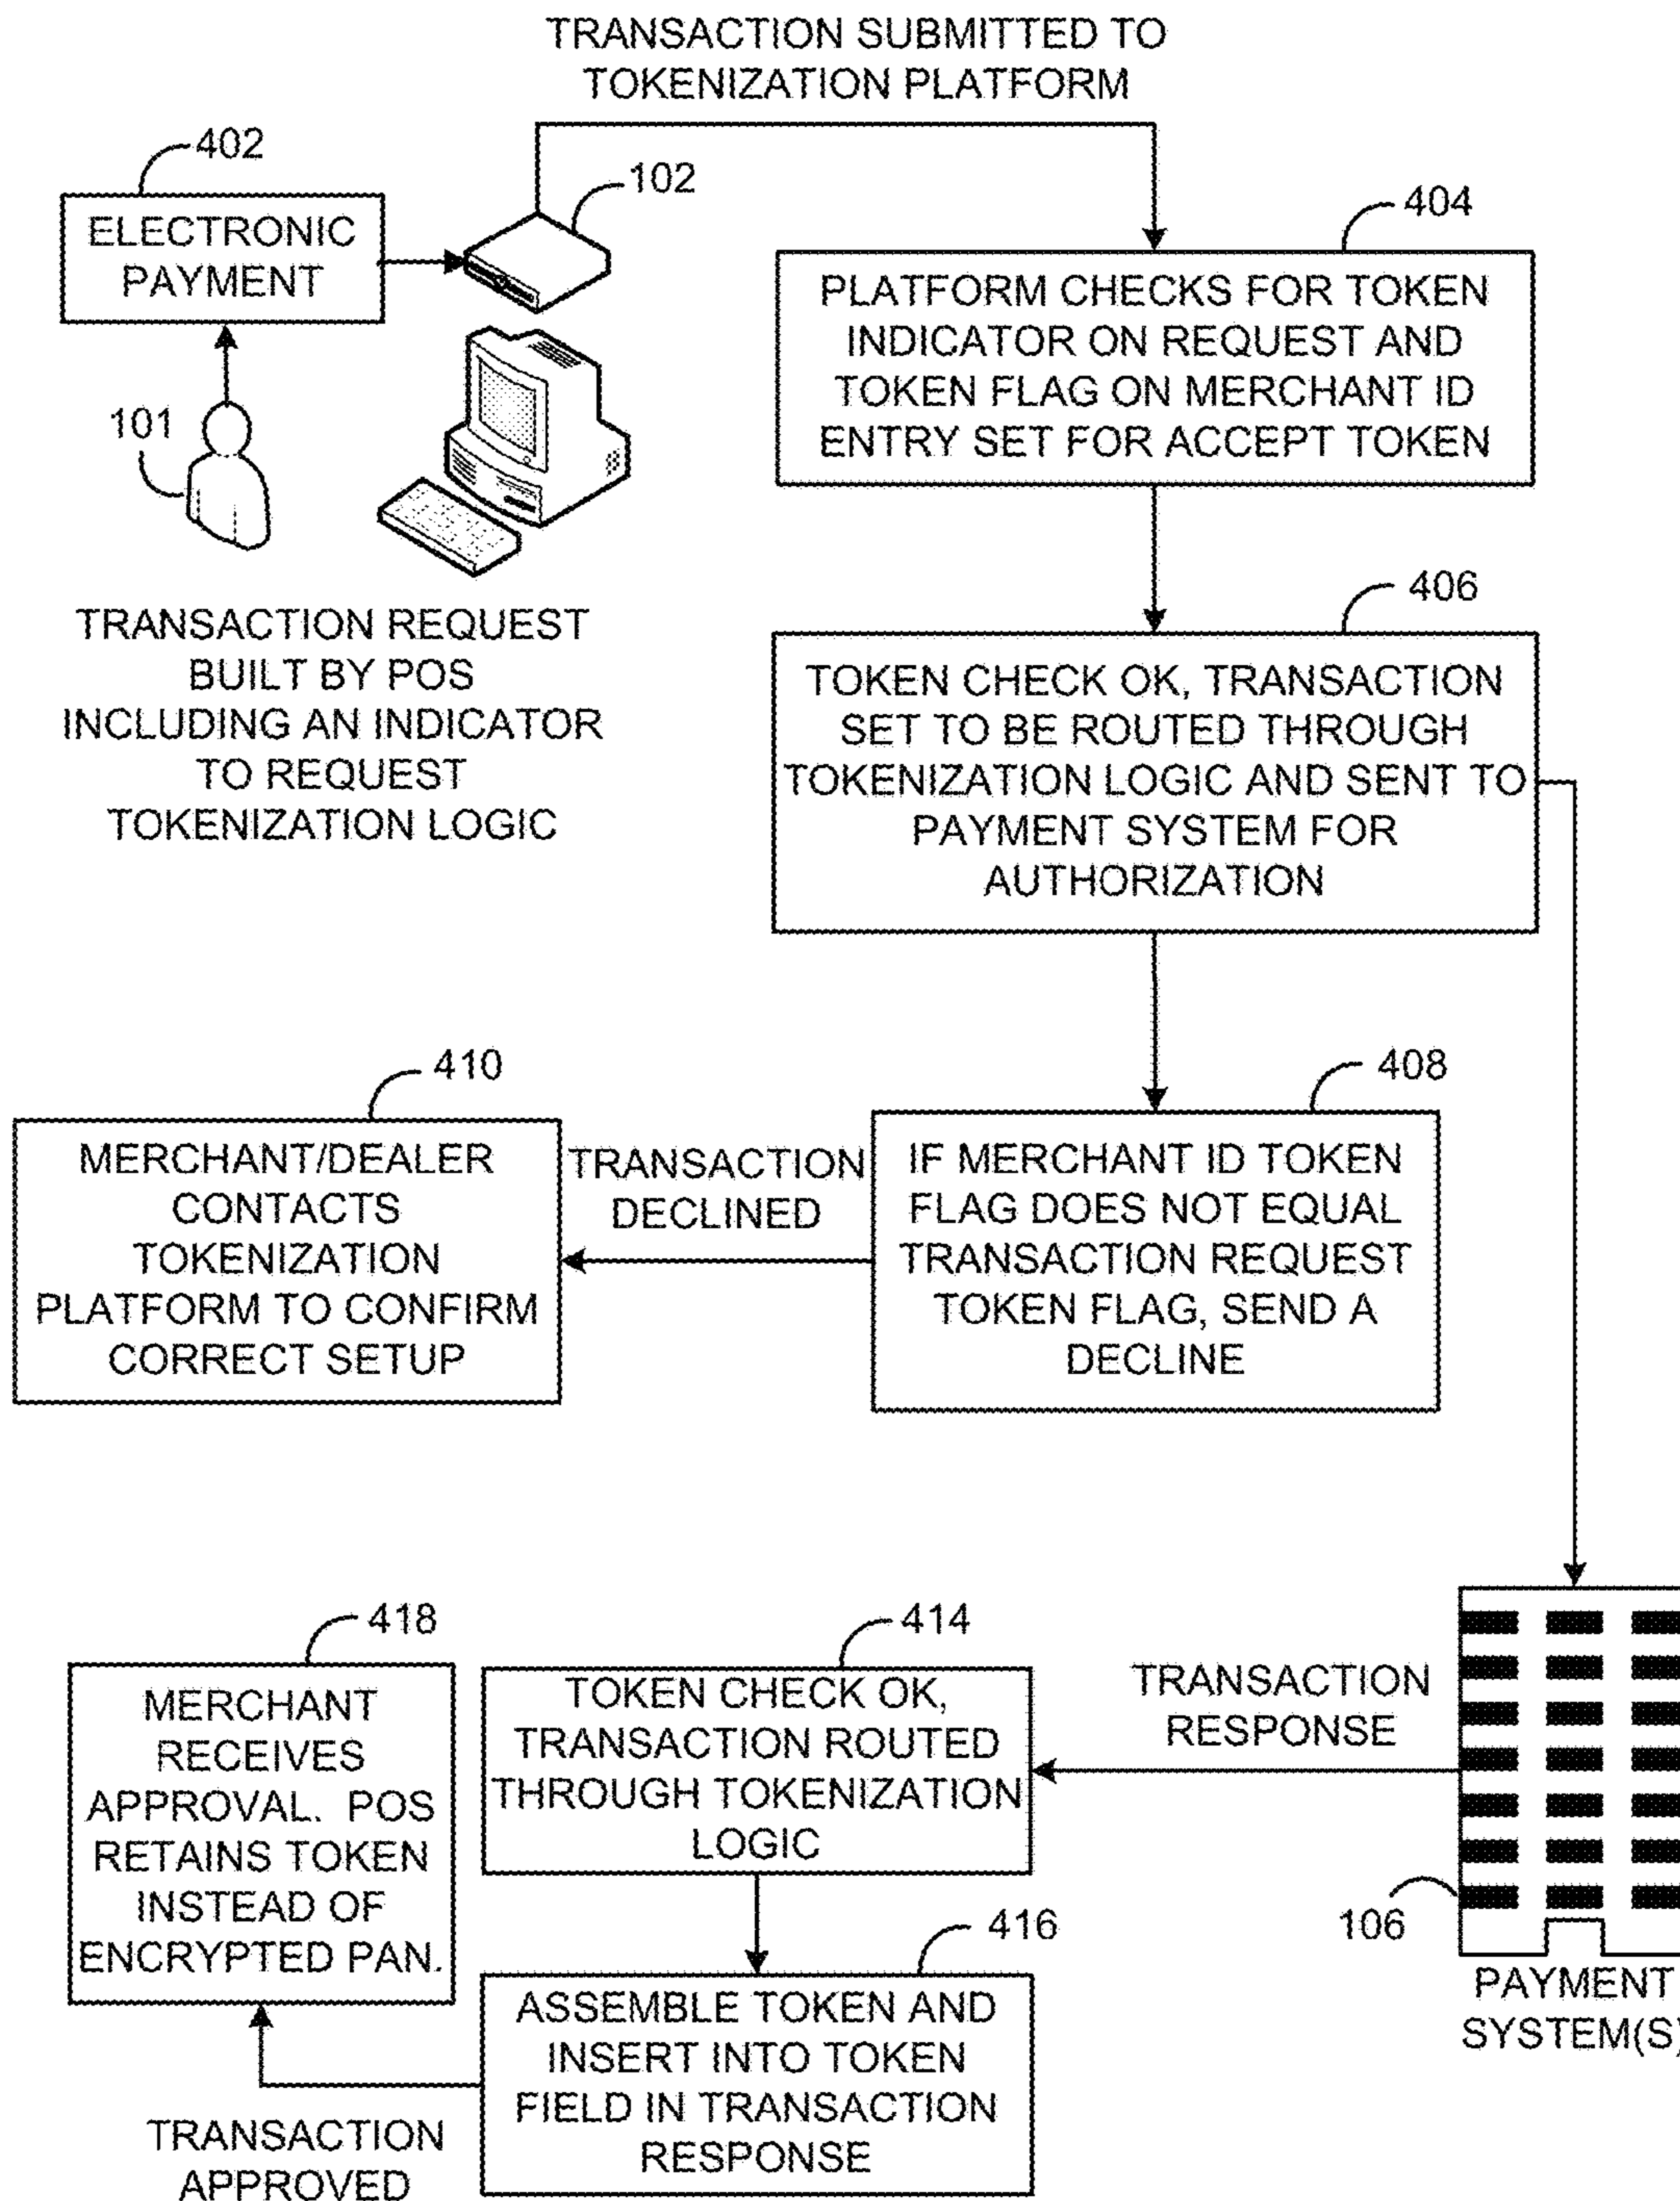 TRANSACTION SUBMITTED TO
TOKENIZATION PLATFORM
402
102
404
ELECTRONIC
PAYMENT
101
PLATFORM CHECKS FOR TOKEN
INDICATOR ON REQUEST AND
TOKEN FLAG ON MERCHANT ID
ENTRY SET FOR ACCEPT TOKEN
TRANSACTION REQUEST
BUILT BY POS
INCLUDING AN INDICATOR
TO REQUEST
TOKENIZATION LOGIC
406
TOKEN CHECK OK, TRANSACTION
SET TO BE ROUTED THROUGH
TOKENIZATION LOGIC AND SENT TO
PAYMENT SYSTEM FOR
AUTHORIZATION
410
MERCHANT/DEALER
CONTACTS
TOKENIZATION
PLATFORM TO CONFIRM
CORRECT SETUP
TRANSACTION
DECLINED
408
IF MERCHANT ID TOKEN
FLAG DOES NOT EQUAL
TRANSACTION REQUEST
TOKEN FLAG, SEND A
DECLINE
418
MERCHANT
RECEIVES
APPROVAL. POS
RETAINS TOKEN
INSTEAD OF
ENCRYPTED PAN.
414
TOKEN CHECK OK,
TRANSACTION ROUTED
THROUGH TOKENIZATION
LOGIC
TRANSACTION
RESPONSE
106
PAYMENT
SYSTEM(S)
416
ASSEMBLE TOKEN AND
INSERT INTO TOKEN
FIELD IN TRANSACTION
RESPONSE
TRANSACTION
APPROVED